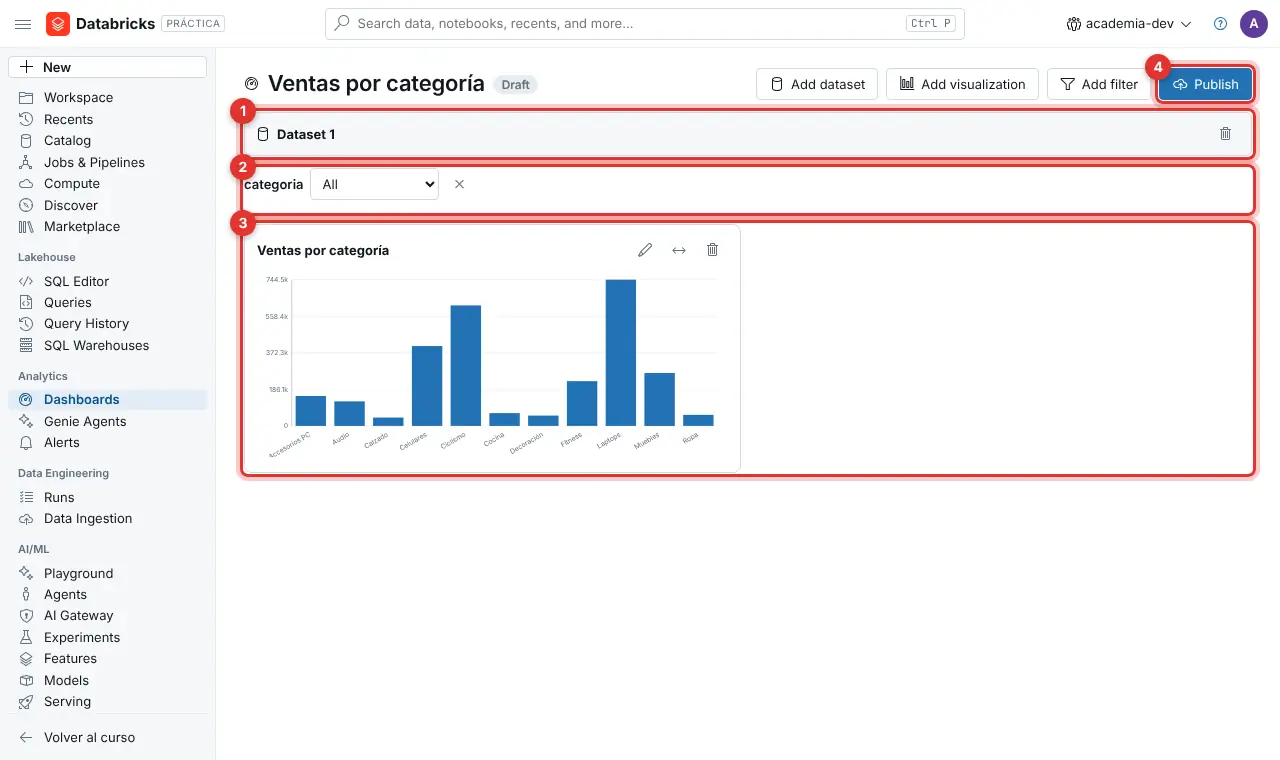 Databricks PRÁCTICA
Search data, notebooks, recents, and more... Ctrl P
academia-dev
? A
New
Workspace
Recents
Catalog
Jobs & Pipelines
Compute
Discover
Marketplace
Lakehouse
SQL Editor
Queries
Query History
SQL Warehouses
Analytics
Dashboards
Genie Agents
Alerts
Data Engineering
Runs
Data Ingestion
AI/ML
Playground
Agents
AI Gateway
Experiments
Features
Models
Serving
Volver al curso
Ventas por categoría Draft
Add dataset Add visualization Add filter
4 Publish
1
Dataset 1
2
categoria All
3
Ventas por categoría
744.5k
558.4k
372.3k
186.1k
0
Accesorios PC Audio Calzado Celulares Ciclismo Cocina Decoración Fitness Laptops Muebles Ropa